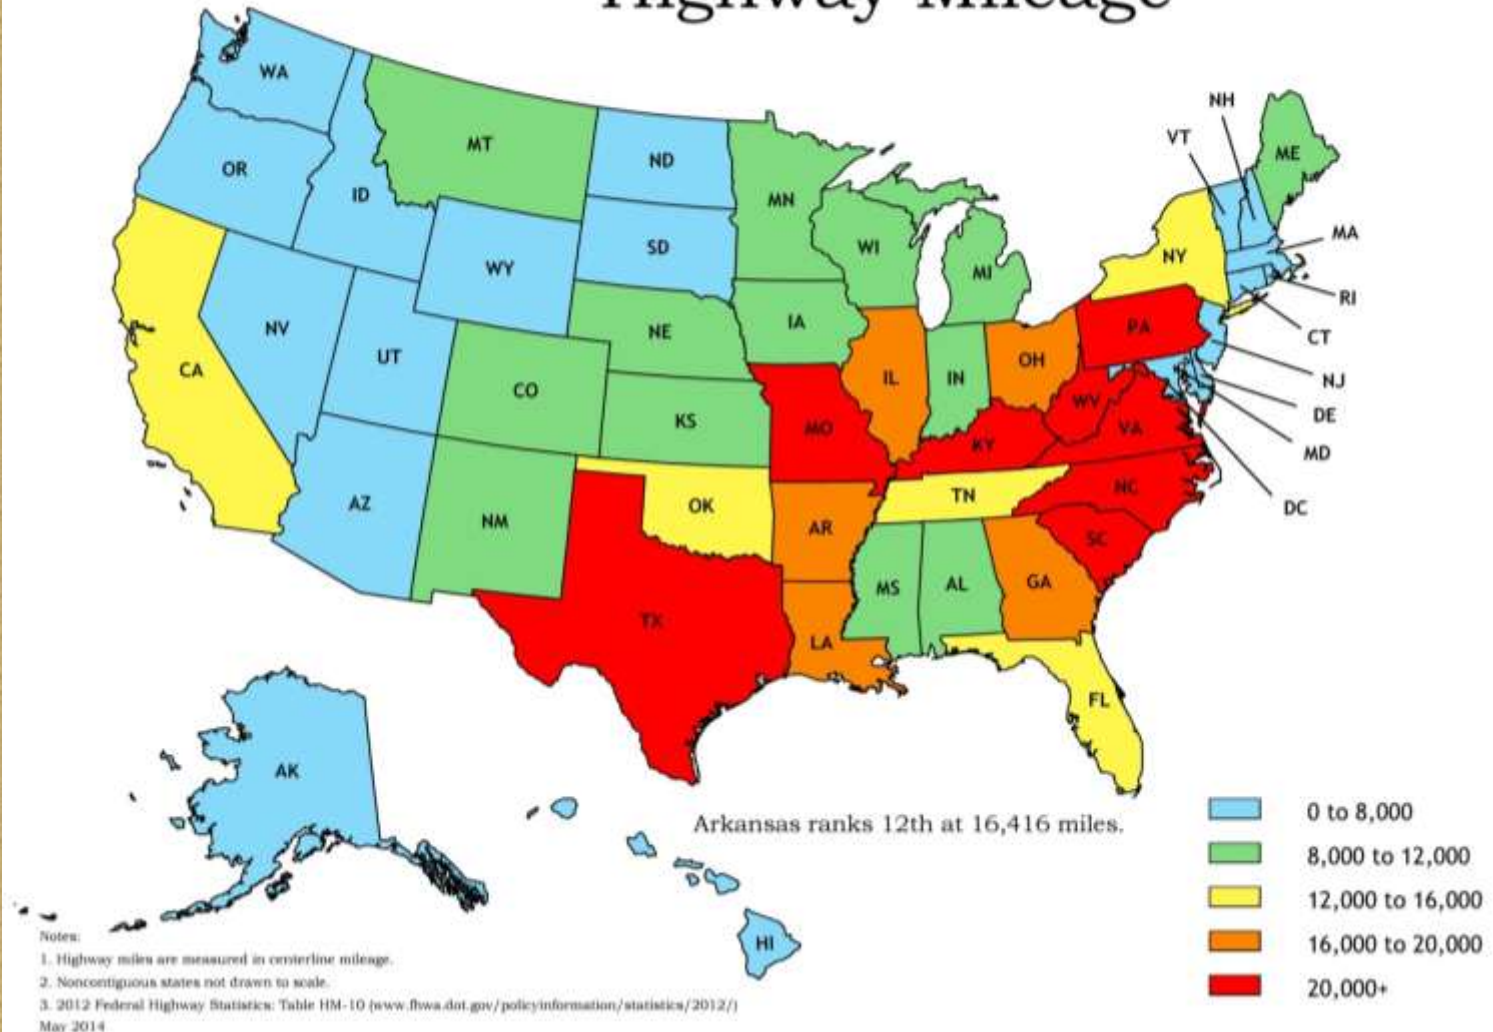 Highway Mileage
WA
OR
ID
MT
ND
MN
SD
WY
WI
MI
NY
VT
NH
ME
MA
RI
CT
NJ
DE
MD
DC
NV
UT
CA
CO
NE
IA
KS
IL
IN
OH
PA
MO
KY
WV
VA
AZ
NM
OK
AR
TN
NC
SC
TX
LA
MS
AL
GA
FL
AK
HI
Arkansas ranks 12th at 16,416 miles.
0 to 8,000
8,000 to 12,000
12,000 to 16,000
16,000 to 20,000
20,000+
Notes:
1. Highway miles are measured in centerline mileage.
2. Noncontiguous states not drawn to scale.
3. 2012 Federal Highway Statistics: Table HM-10 (www.fhwa.dot.gov/policyinformation/statistics/2012/)
May 2014